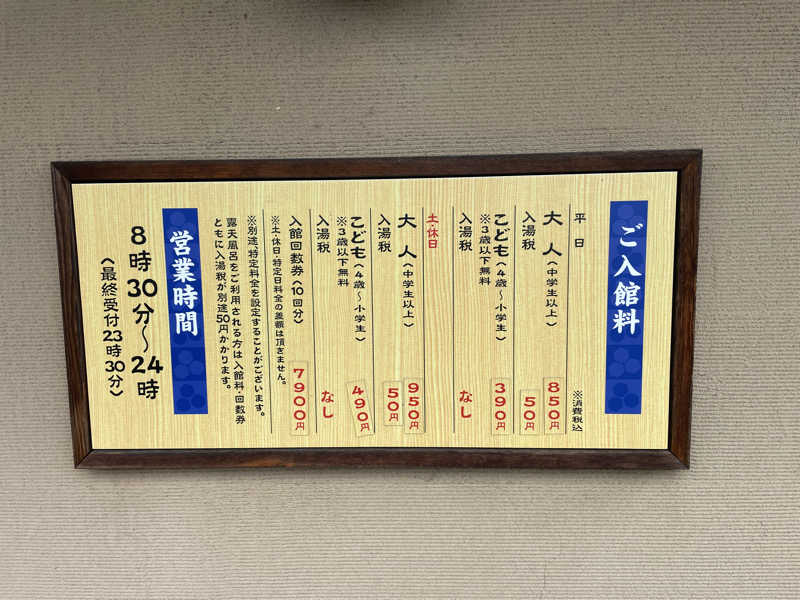 ご入館料
※消費税込
平日
大人(中学生以上) 850円
入湯税 50円
こども(4歳~小学生) 390円
※3歳以下無料
入湯税 なし
土・休日
大人(中学生以上) 950円
入湯税 50円
こども(4歳~小学生) 490円
※3歳以下無料
入湯税 なし
入館回数券(10回分) 7900円
※土・休日・特定日料金の差額は頂きません。
※別途、特定料金を設定することがございます。
露天風呂をご利用される方は入館料・回数券
ともに入湯税が別途50円かかります。
営業時間
8時30分~24時
(最終受付23時30分)